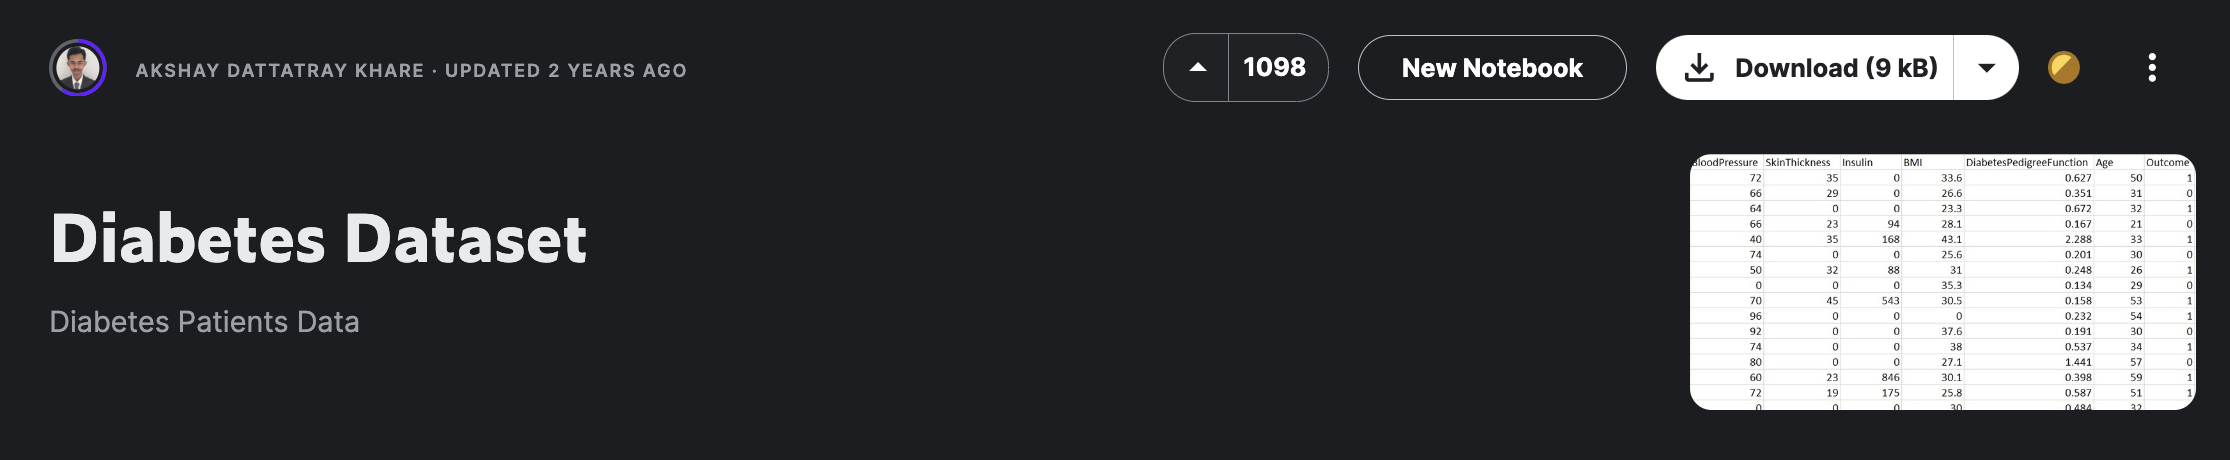 AKSHAY DATTATRAY KHARE · UPDATED 2 YEARS AGO
1098
New Notebook
Download (9 kB)
Diabetes Dataset
Diabetes Patients Data
BloodPressure SkinThickness Insulin BMI DiabetesPedigreeFunction Age Outcome
72 35 0 33.6 0.627 50 1
66 29 0 26.6 0.351 31 0
64 0 0 23.3 0.672 32 1
66 23 94 28.1 0.167 21 0
40 35 168 43.1 2.288 33 1
74 0 0 25.6 0.201 30 0
50 32 88 31 0.248 26 1
0 0 0 35.3 0.134 29 0
70 45 543 30.5 0.158 53 1
96 0 0 0 0.232 54 1
92 0 0 37.6 0.191 30 0
74 0 0 38 0.537 34 1
80 0 0 27.1 1.441 57 0
60 23 846 30.1 0.398 59 1
72 19 175 25.8 0.587 51 1
0 0 0 30 0.484 32